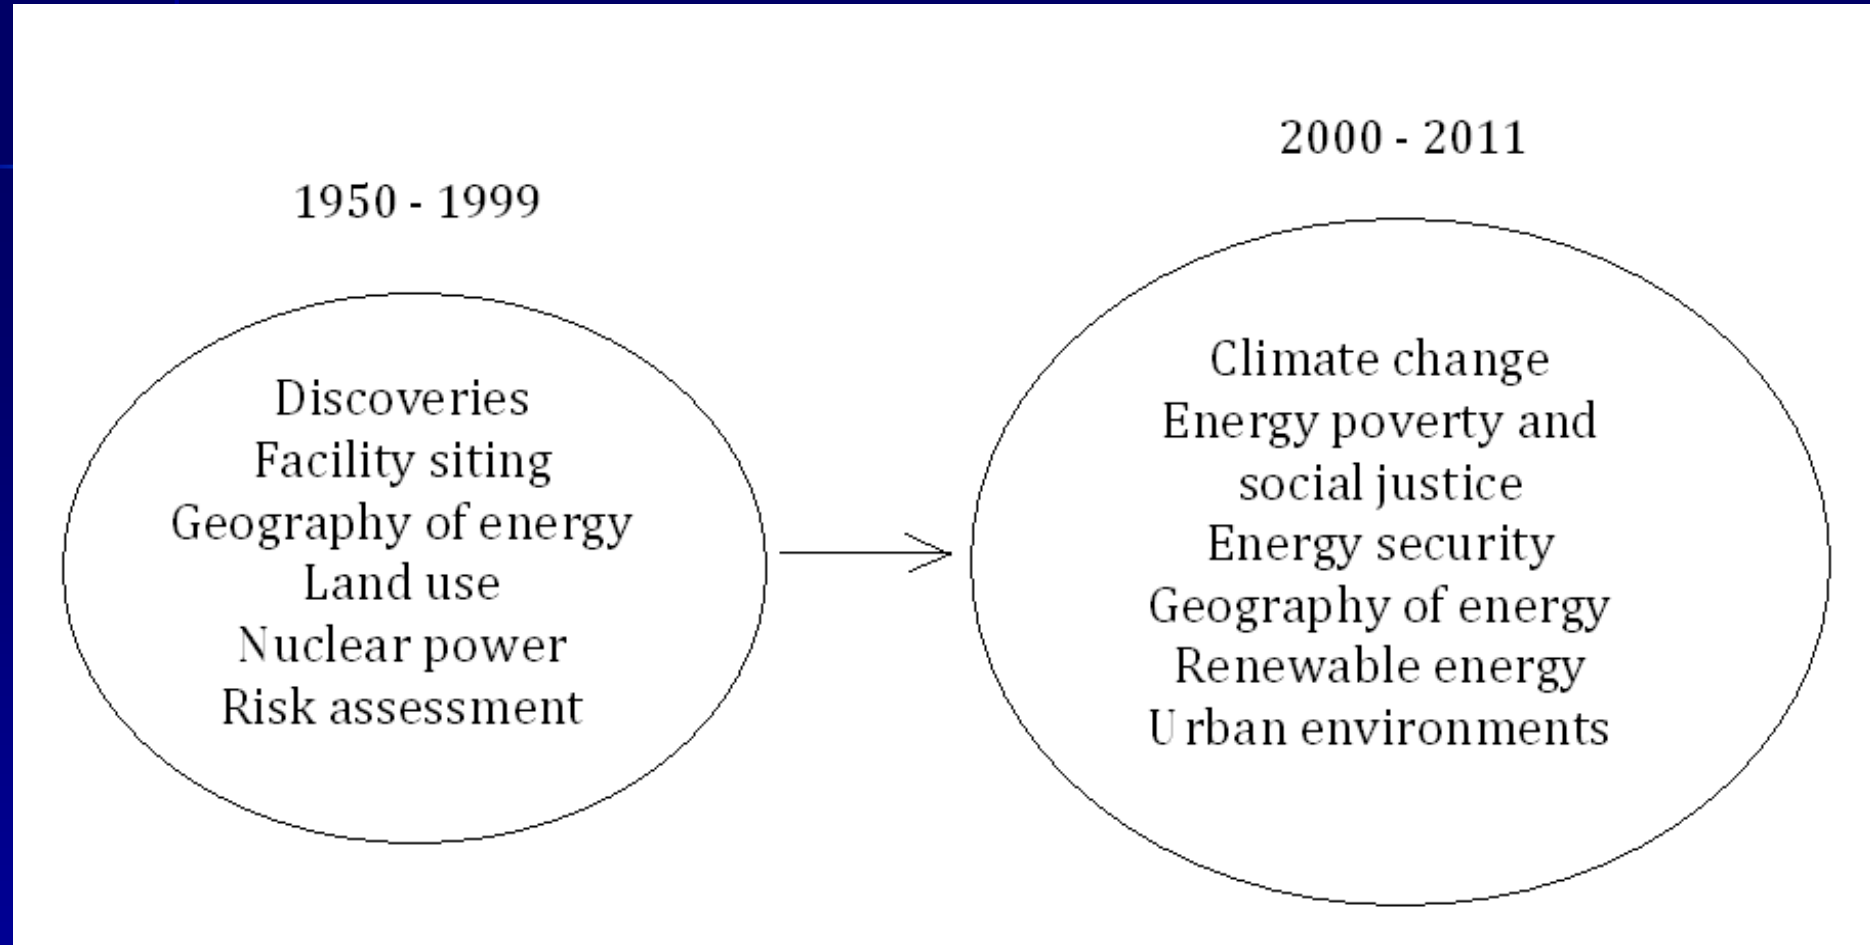 1950 - 1999
Discoveries
Facility siting
Geography of energy
Land use
Nuclear power
Risk assessment
2000 - 2011
Climate change
Energy poverty and
social justice
Energy security
Geography of energy
Renewable energy
Urban environments